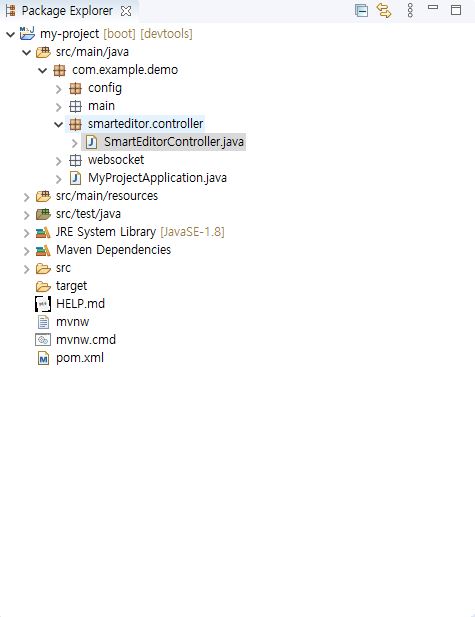 Package Explorer
my-project [boot] [devtools]
src/main/java
com.example.demo
config
main
smarteditor.controller
SmartEditorController.java
websocket
MyProjectApplication.java
src/main/resources
src/test/java
JRE System Library [JavaSE-1.8]
Maven Dependencies
src
target
HELP.md
mvnw
mvnw.cmd
pom.xml